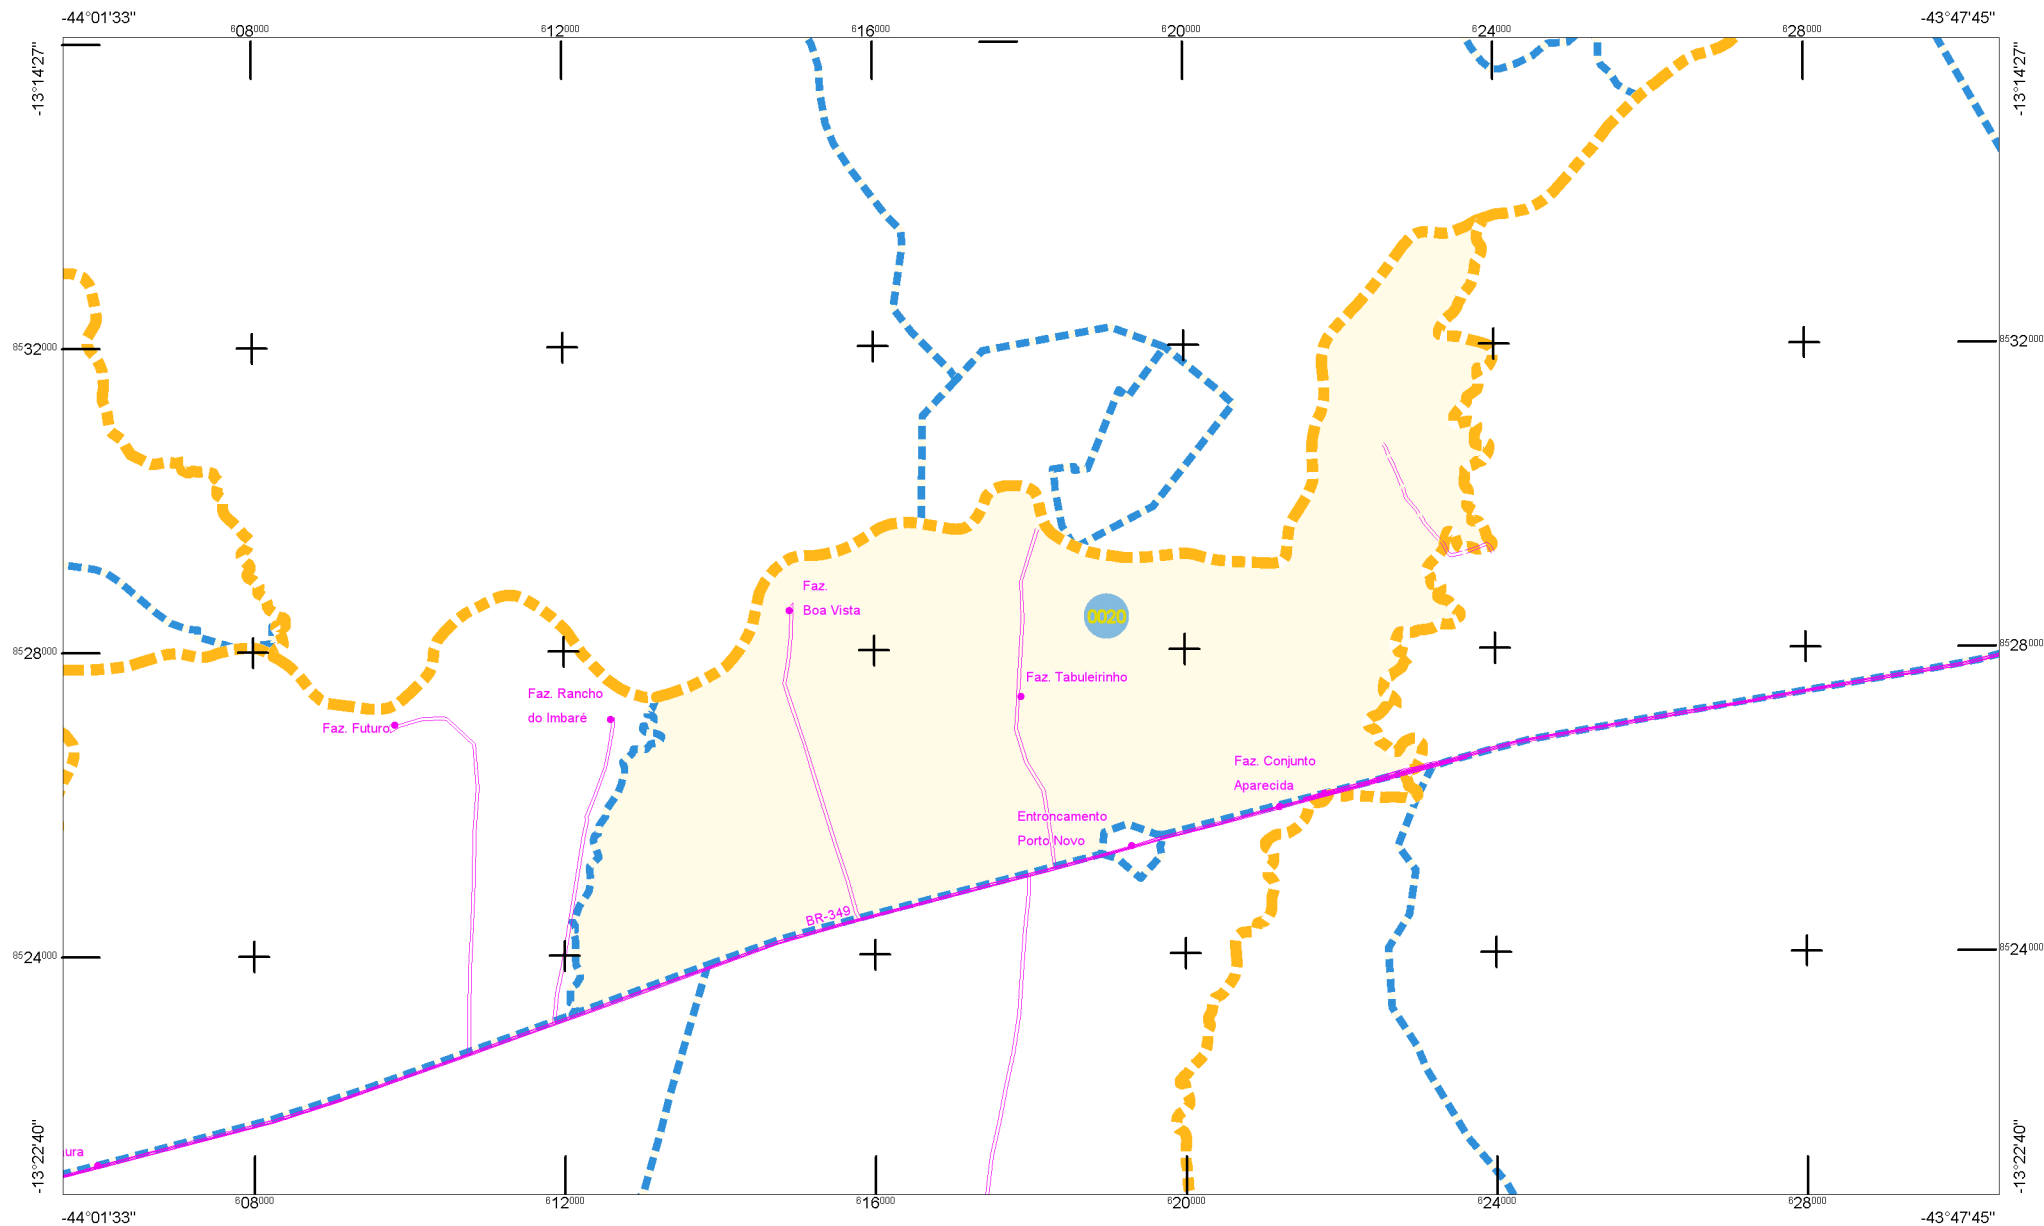 -44°01'33"
-43°47'45"
608000
612000
616000
620000
624000
628000
-13°14'27"
-13°14'27"
8532000
8532000
Faz.
Boa Vista
0020
8528000
8528000
Faz. Tabuleirinho
Faz. Rancho
do Imbaré
Faz. Futuro.
Faz. Conjunto
Aparecida
Entroncamento
Porto Novo
BR-349
8524000
8524000
ura
-13°22'40"
-13°22'40"
608000
612000
616000
620000
624000
628000
-44°01'33"
-43°47'45"